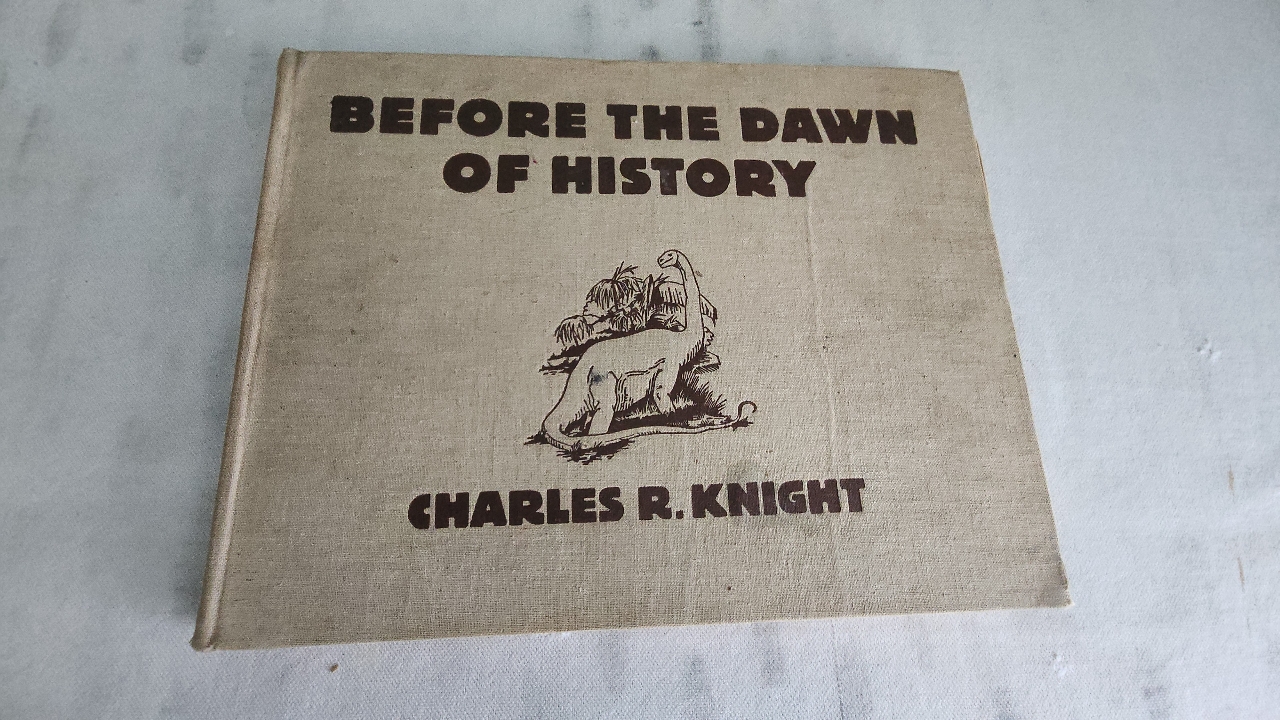 BEFORE THE DAWN
OF HISTORY
CHARLES R. KNIGHT